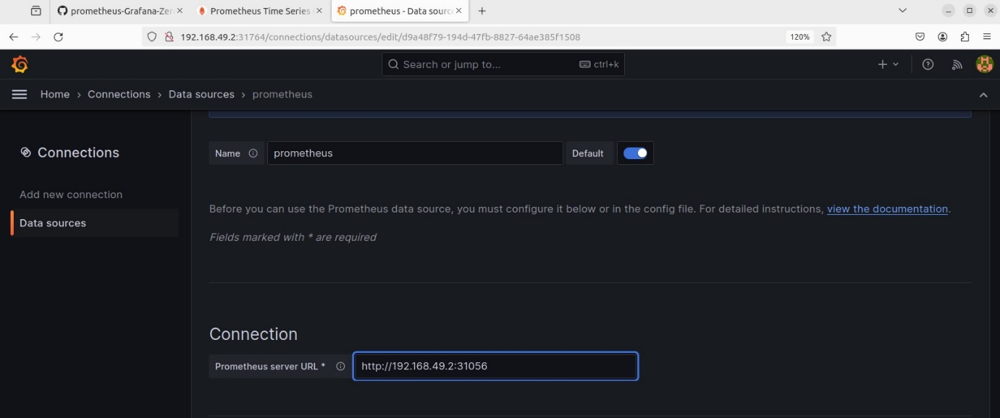 prometheus-Grafana-Zer
Prometheus Time Series
prometheus - Data sourc
192.168.49.2:31764/connections/datasources/edit/d9a48f79-194d-47fb-8827-64ae385f1508
120%
Search or jump to...
ctrl+k
Home › Connections › Data sources › prometheus
Connections
Add new connection
Data sources
Name
prometheus
Default
Before you can use the Prometheus data source, you must configure it below or in the config file. For detailed instructions, view the documentation.
Fields marked with * are required
Connection
Prometheus server URL *
http://192.168.49.2:31056